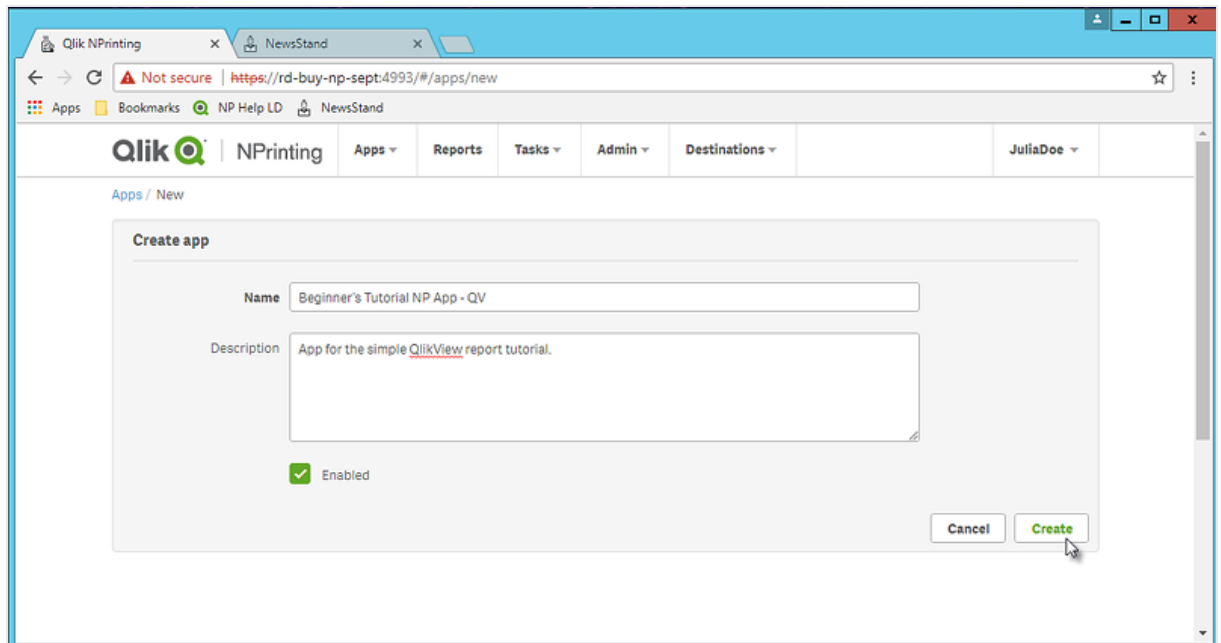 Qlik NPrinting
NewsStand
Not secure | https://rd-buy-np-sept:4993/#/apps/new
Apps Bookmarks NP Help LD NewsStand
Qlik NPrinting Apps Reports Tasks Admin Destinations JuliaDoe
Apps / New
Create app
Name Beginner's Tutorial NP App - QV
Description App for the simple QlikView report tutorial.
Enabled
Cancel Create